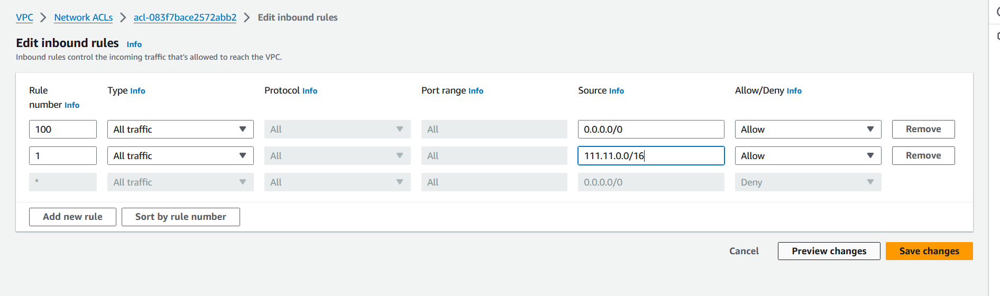 VPC > Network ACLs > acl-083f7bace2572abb2 > Edit inbound rules
Edit inbound rules Info
Inbound rules control the incoming traffic that's allowed to reach the VPC.
Rule number Info Type Info Protocol Info Port range Info Source Info Allow/Deny Info
100 All traffic All All 0.0.0.0/0 Allow Remove
1 All traffic All All 111.11.0.0/16 Allow Remove
* All traffic All All 0.0.0.0/0 Deny
Add new rule Sort by rule number
Cancel Preview changes Save changes